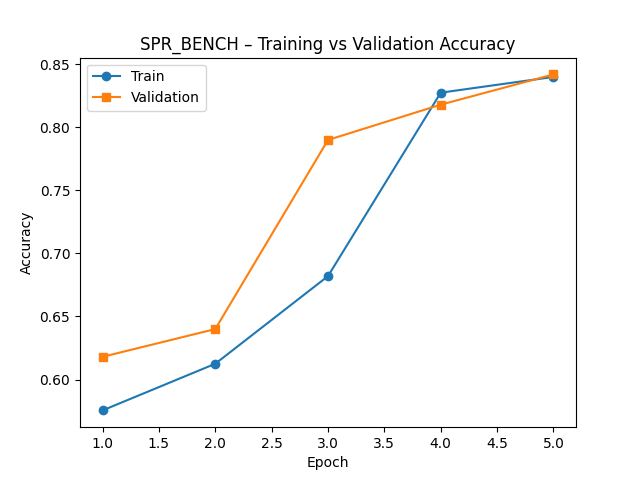 SPR_BENCH – Training vs Validation Accuracy
Train
Validation
Accuracy
0.85
0.80
0.75
0.70
0.65
0.60
1.0 1.5 2.0 2.5 3.0 3.5 4.0 4.5 5.0
Epoch